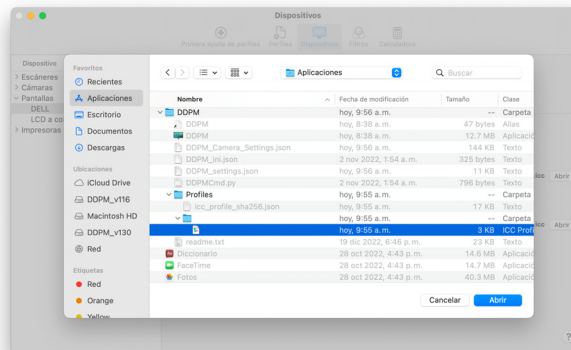 Dispositivos
Primera ayuda de perfiles Perfiles Dispositivos Filtros Calculadora
Dispositivo
Escáneres
Cámaras
Pantallas
DELL
LCD a co
Impresoras
Favoritos
Recientes
Aplicaciones
Escritorio
Documentos
Descargas
Ubicaciones
iCloud Drive
DDPM_v116
Macintosh HD
DDPM_v130
Red
Etiquetas
Red
Orange
Yellow
Aplicaciones
Buscar
Nombre Fecha de modificación Tamaño Clase
DDPM hoy, 9:56 a. m. -- Carpeta
DDPM hoy, 8:38 a. m. 47 bytes Alias
DDPM hoy, 8:38 a. m. 12.7 MB Aplicació
DDPM_Camera_Settings.json hoy, 9:56 a. m. 144 KB Texto
DDPM_ini.json 2 nov 2022, 1:54 a. m. 325 bytes Texto
DDPM_settings.json hoy, 9:56 a. m. 11 KB Texto
DDPMCmd.py 2 nov 2022, 1:54 a. m. 796 bytes Texto
Profiles hoy, 9:55 a. m. -- Carpeta
icc_profile_sha256.json hoy, 9:55 a. m. 17 KB Texto
hoy, 9:55 a. m. -- Carpeta
hoy, 9:55 a. m. 3 KB ICC Profi
readme.txt 19 dic 2022, 6:46 p. m. 23 KB Texto
Diccionario 28 oct 2022, 4:43 p. m. 14.6 MB Aplicació
FaceTime 28 oct 2022, 4:43 p. m. 14.7 MB Aplicació
Fotos 28 oct 2022, 4:43 p. m. 40.3 MB Aplicació
Cancelar Abrir
.icc Abrir
.icc Abrir
?